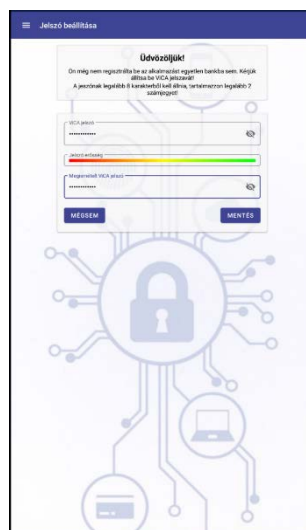 Jelszó beállítása
Üdvözöljük!
Ön még nem regisztrálta be az alkalmazást egyetlen bankba sem. Kérjük
állítsa be VICA jelszavát!
A jeszónak legalább 8 karakterből kell állnia, tartalmazzon legalább 2
számjegyet!
VICA jelszó
••••••••••••
Jelszó erősség
Megismételt VICA jelszó
••••••••••••
MÉGSEM
MENTÉS